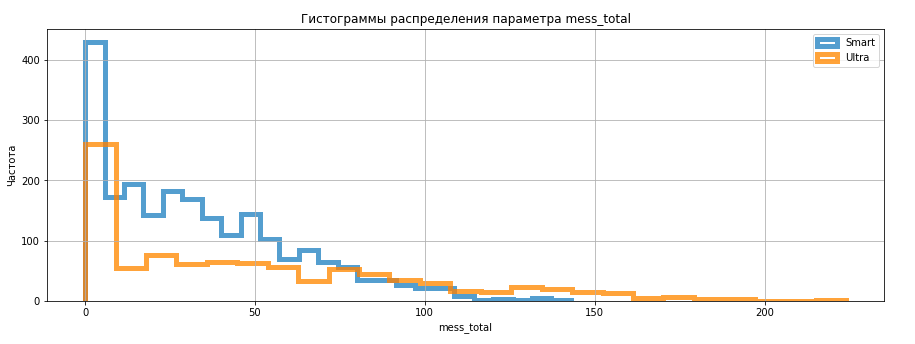 Гистограммы распределения параметра mess_total
Smart
Ultra
Частота
400
300
200
100
0
0
50
100
150
200
mess_total